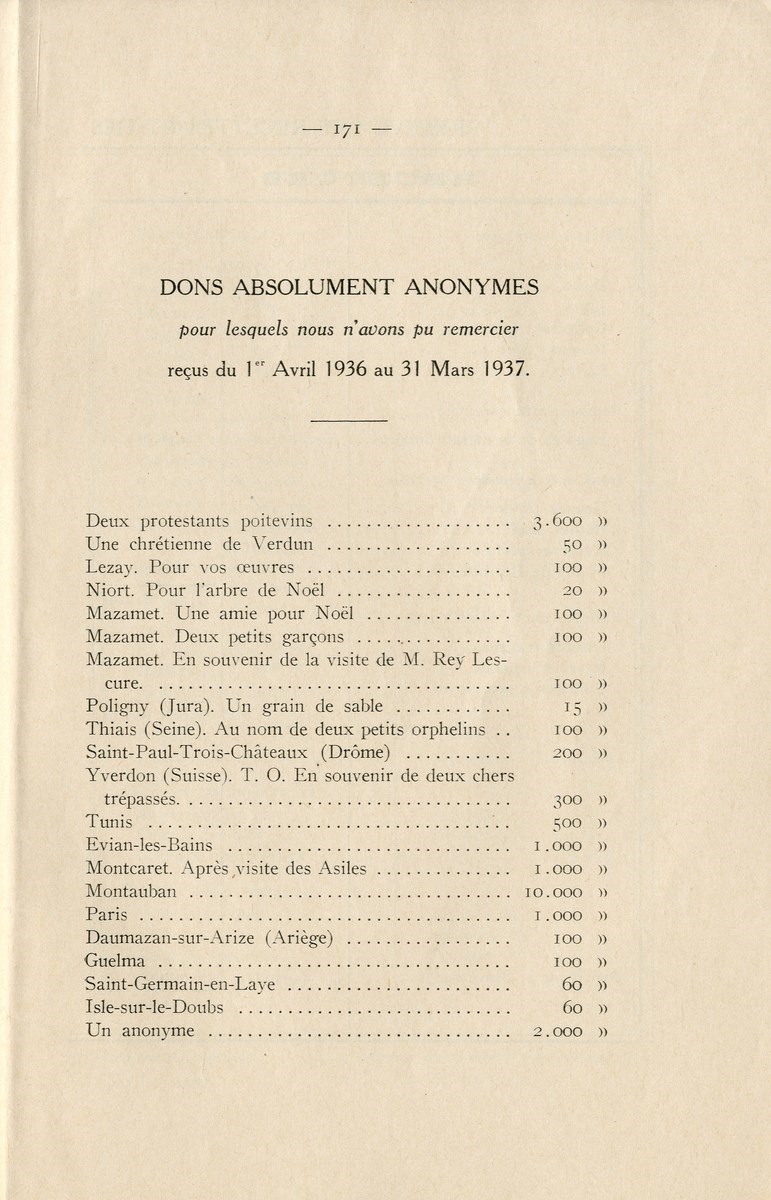 — 171 —
DONS ABSOLUMENT ANONYMES
pour lesquels nous n'avons pu remercier
reçus du 1er Avril 1936 au 31 Mars 1937.
Deux protestants poitevins ................... 3.600 »
Une chrétienne de Verdun ................... 50 »
Lezay. Pour vos œuvres ..................... 100 »
Niort. Pour l'arbre de Noël .................. 20 »
Mazamet. Une amie pour Noël ............... 100 »
Mazamet. Deux petits garçons ................ 100 »
Mazamet. En souvenir de la visite de M. Rey Les-
cure. .................................... 100 »
Poligny (Jura). Un grain de sable ............ 15 »
Thiais (Seine). Au nom de deux petits orphelins .. 100 »
Saint-Paul-Trois-Châteaux (Drôme) ........... 200 »
Yverdon (Suisse). T. O. En souvenir de deux chers
trépassés. ................................. 300 »
Tunis ..................................... 500 »
Evian-les-Bains ............................. 1.000 »
Montcaret. Après visite des Asiles .............. 1.000 »
Montauban ................................. 10.000 »
Paris ...................................... 1.000 »
Daumazan-sur-Arize (Ariège) ................. 100 »
Guelma .................................... 100 »
Saint-Germain-en-Laye ....................... 60 »
Isle-sur-le-Doubs ............................ 60 »
Un anonyme ............................... 2.000 »